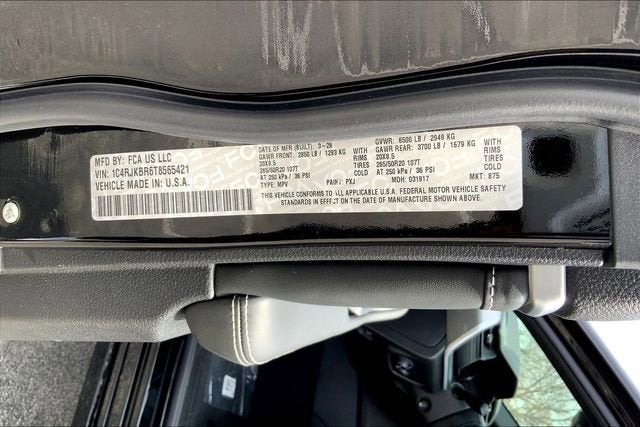 MFD BY: FCA US LLC
VIN: 1C4RJKBR6T8565421
VEHICLE MADE IN U.S.A.
DATE OF MFR (BUILT): 3-26
GAWR FRONT: 2850 LB / 1293 KG WITH
20X8.5 RIMS
265/50R20 107T TIRES
AT 250 kPa / 36 PSI COLD
TYPE: MPV PAINT: PXJ
GVWR: 6500 LB / 2949 KG
GAWR REAR: 3700 LB / 1679 KG WITH
20X8.5 RIMS
265/50R20 107T TIRES
AT 250 kPa / 36 PSI COLD
MDH: 031917 MKT: 875
THIS VEHICLE CONFORMS TO ALL APPLICABLE U.S.A. FEDERAL MOTOR
VEHICLE SAFETY STANDARDS IN EFFECT ON THE DATE OF MANUFACTURE SHOWN ABOVE.